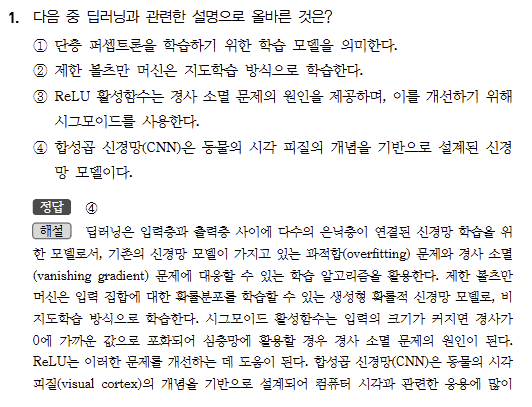 1. 다음 중 딥러닝과 관련한 설명으로 올바른 것은?
① 단층 퍼셉트론을 학습하기 위한 학습 모델을 의미한다.
② 제한 볼츠만 머신은 지도학습 방식으로 학습한다.
③ ReLU 활성함수는 경사 소멸 문제의 원인을 제공하며, 이를 개선하기 위해
시그모이드를 사용한다.
④ 합성곱 신경망(CNN)은 동물의 시각 피질의 개념을 기반으로 설계된 신경
망 모델이다.
정답 ④
해설 딥러닝은 입력층과 출력층 사이에 다수의 은닉층이 연결된 신경망 학습을 위
한 모델로서, 기존의 신경망 모델이 가지고 있는 과적합(overfitting) 문제와 경사 소멸
(vanishing gradient) 문제에 대응할 수 있는 학습 알고리즘을 활용한다. 제한 볼츠만
머신은 입력 집합에 대한 확률분포를 학습할 수 있는 생성형 확률적 신경망 모델로, 비
지도학습 방식으로 학습한다. 시그모이드 활성함수는 입력의 크기가 커지면 경사가
0에 가까운 값으로 포화되어 심층망에 활용할 경우 경사 소멸 문제의 원인이 된다.
ReLU는 이러한 문제를 개선하는 데 도움이 된다. 합성곱 신경망(CNN)은 동물의 시각
피질(visual cortex)의 개념을 기반으로 설계되어 컴퓨터 시각과 관련한 응용에 많이